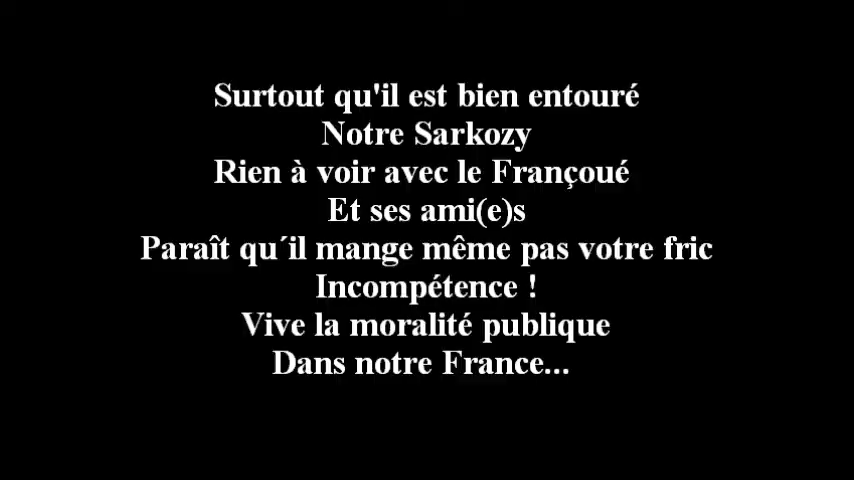 Surtout qu'il est bien entouré
Notre Sarkozy
Rien à voir avec le Françoué
Et ses ami(e)s
Paraît qu´il mange même pas votre fric
Incompétence !
Vive la moralité publique
Dans notre France...